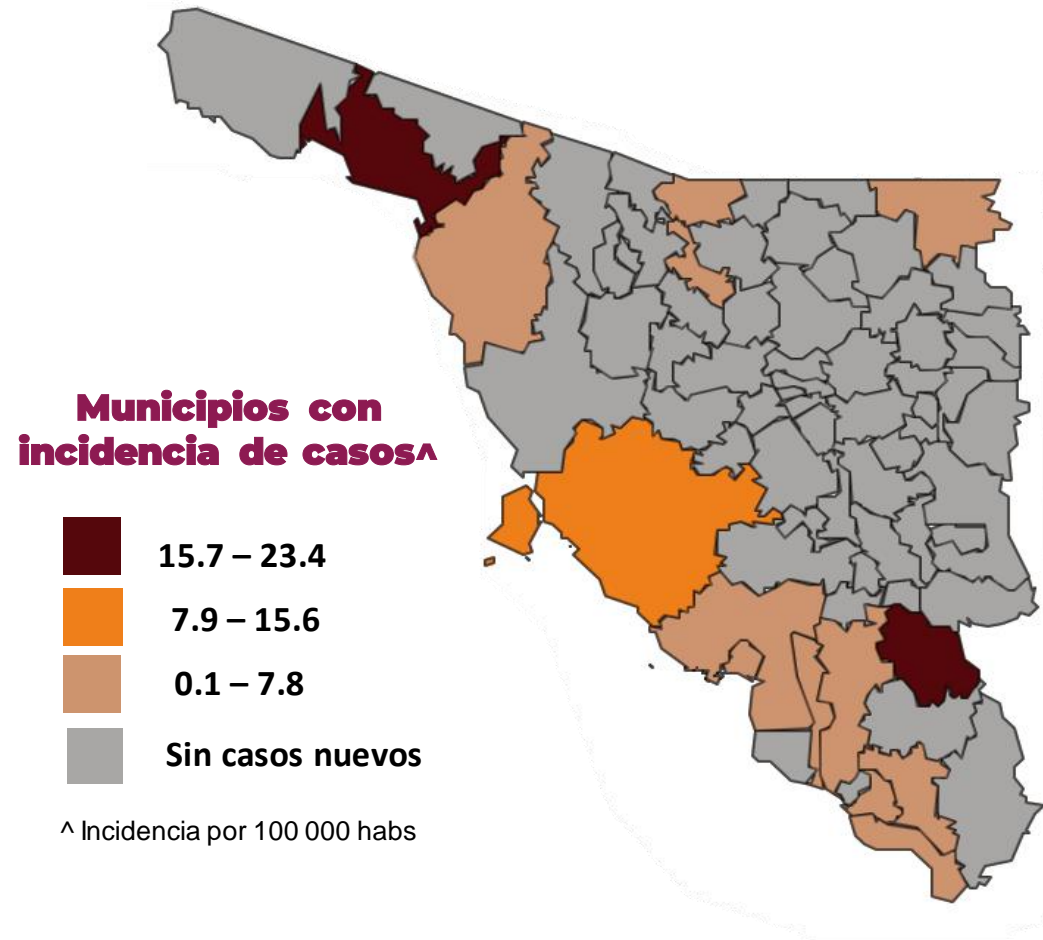 Municipios con
incidencia de casos^
15.7 – 23.4
7.9 – 15.6
0.1 – 7.8
Sin casos nuevos
^ Incidencia por 100 000 habs